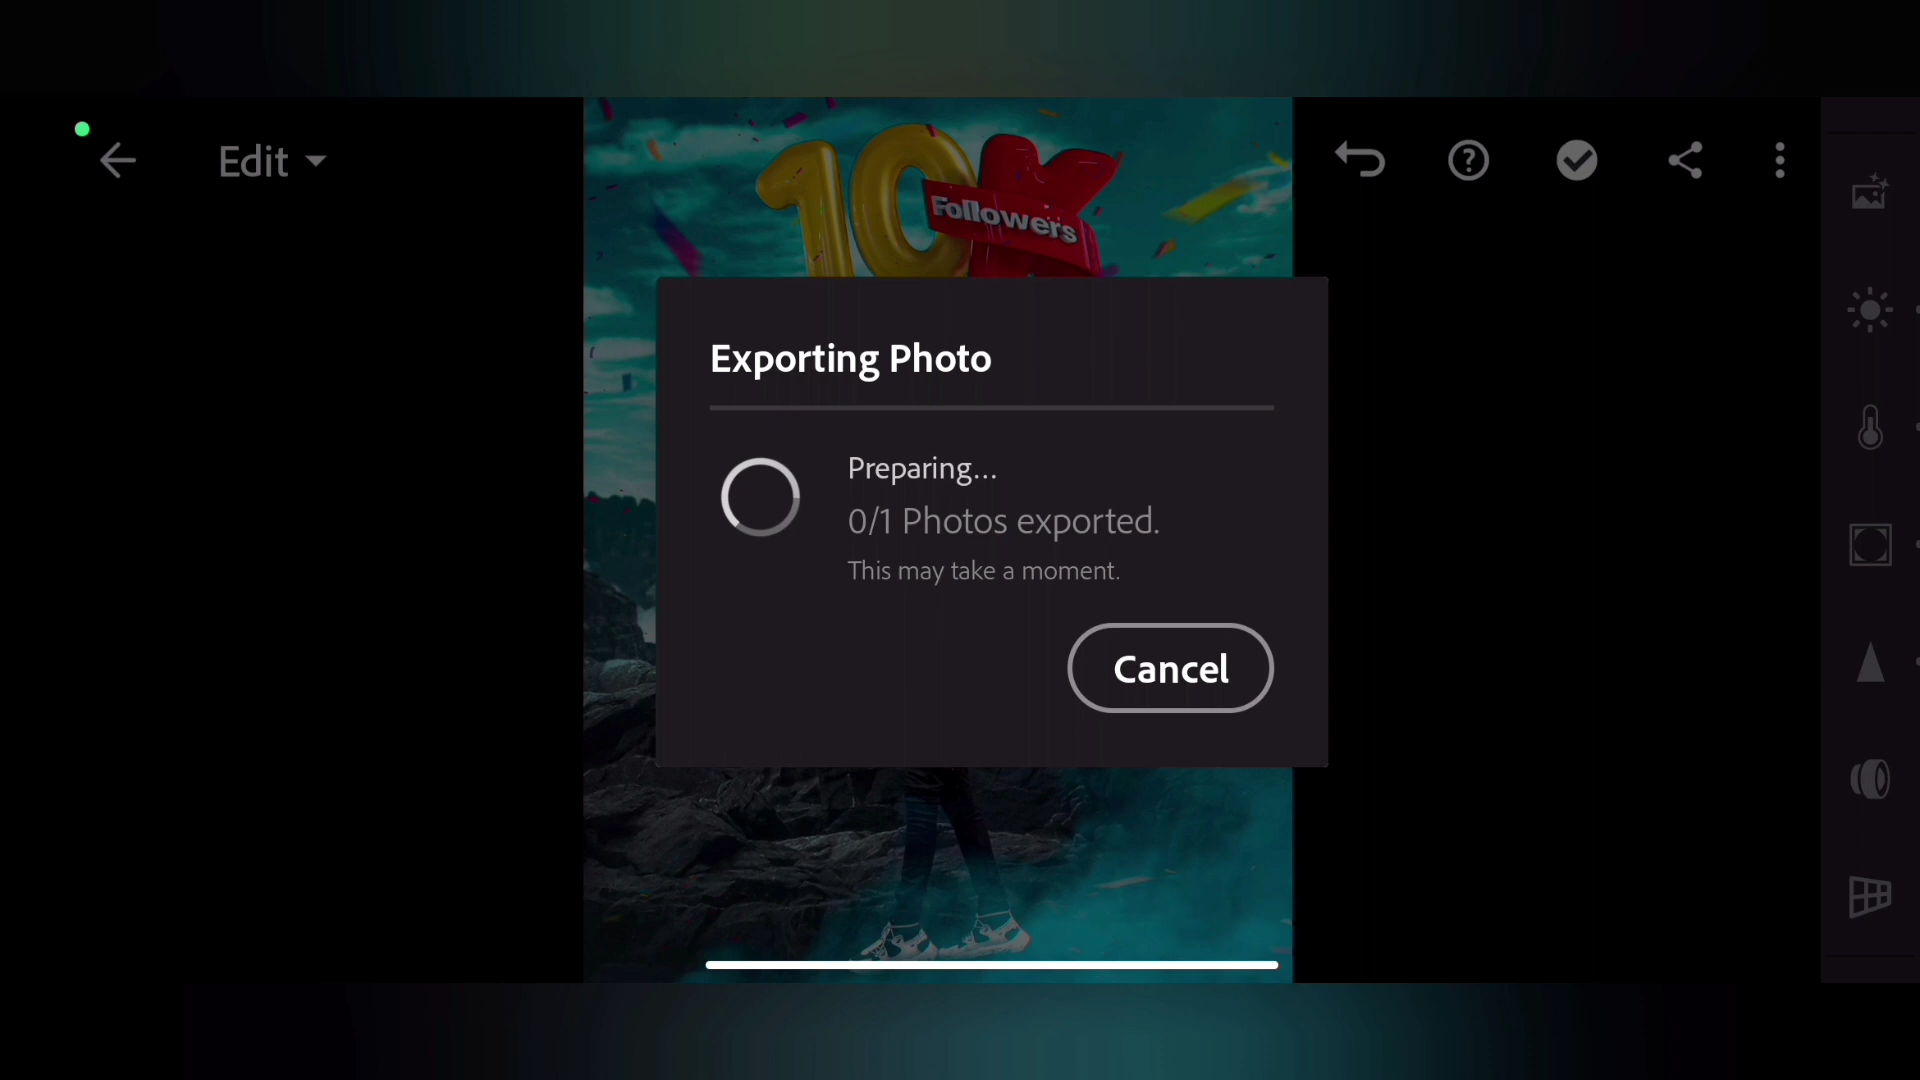 Edit
10K
Followers
Exporting Photo
Preparing...
0/1 Photos exported.
This may take a moment.
Cancel